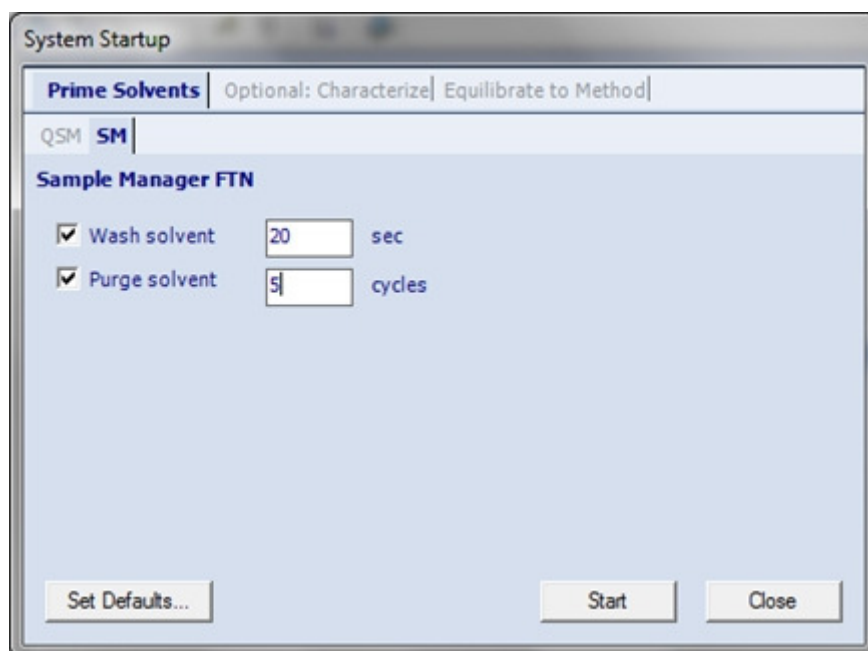 System Startup
Prime Solvents Optional: Characterize Equilibrate to Method
QSM SM
Sample Manager FTN
Wash solvent 20 sec
Purge solvent 5 cycles
Set Defaults... Start Close